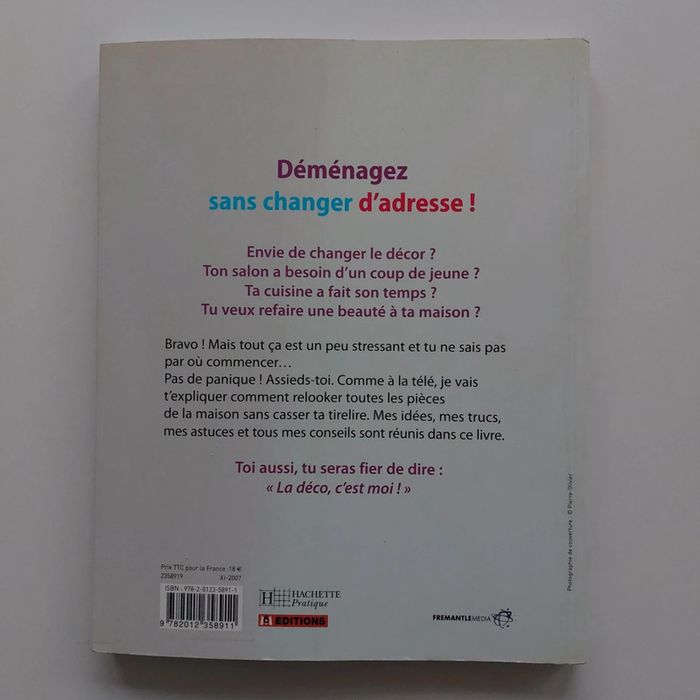 Déménagez
sans changer d'adresse !
Envie de changer le décor ?
Ton salon a besoin d'un coup de jeune ?
Ta cuisine a fait son temps ?
Tu veux refaire une beauté à ta maison ?
Bravo ! Mais tout ça est un peu stressant et tu ne sais pas
par où commencer...
Pas de panique ! Assieds-toi. Comme à la télé, je vais
t'expliquer comment relooker toutes les pièces
de la maison sans casser ta tirelire. Mes idées, mes trucs,
mes astuces et tous mes conseils sont réunis dans ce livre.
Toi aussi, tu seras fier de dire :
« La déco, c'est moi ! »
Photographie de couverture : © Pierre-Olivier
Prix TTC pour la France : 18 €
2358919 XI-2007
ISBN 978-2-0123-5891-1
9 782012 358911
H HACHETTE
Pratique
M6 EDITIONS
FREMANTLEMEDIA